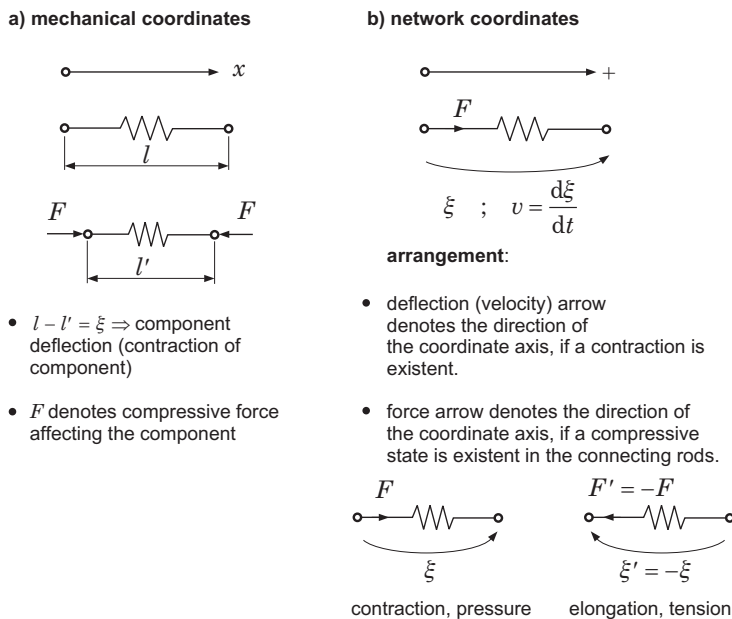 a) mechanical coordinates
x
l
F F
l′
• l – l′ = ξ ⇒ component
deflection (contraction of
component)
• F denotes compressive force
affecting the component
b) network coordinates
+
F
ξ ; v = dξ/dt
arrangement:
• deflection (velocity) arrow
denotes the direction of
the coordinate axis, if a contraction is
existent.
• force arrow denotes the direction of
the coordinate axis, if a compressive
state is existent in the connecting rods.
F
ξ
contraction, pressure
F′ = –F
ξ′ = –ξ
elongation, tension